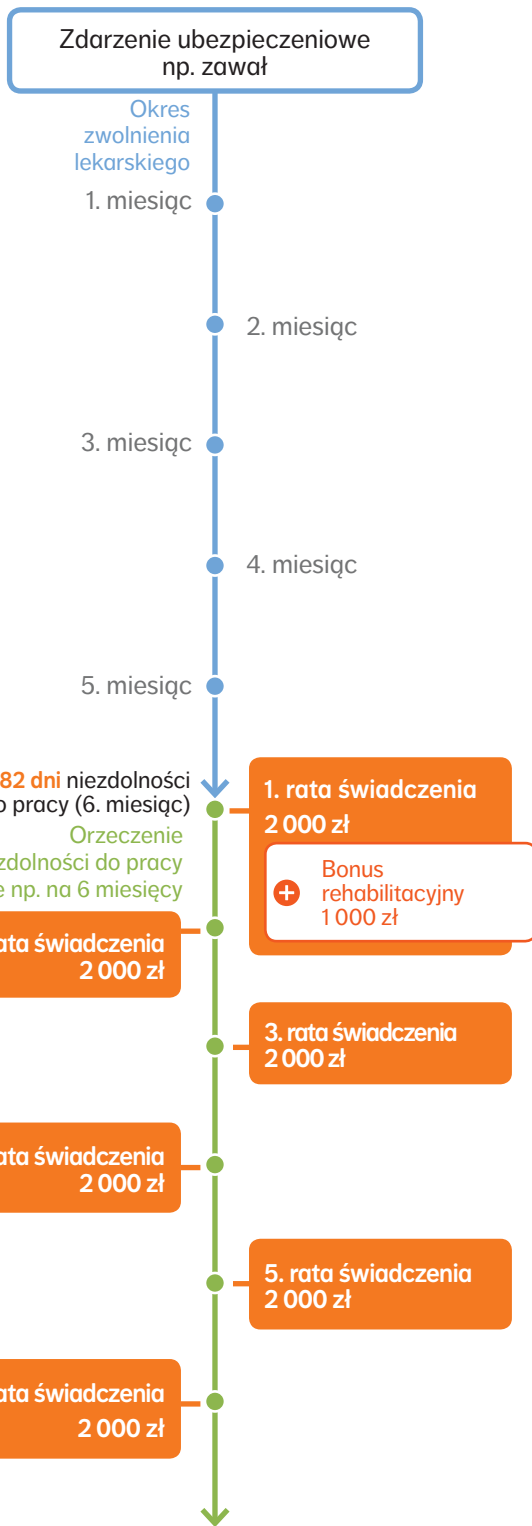 Zdarzenie ubezpieczeniowe
np. zawał
Okres
zwolnienia
lekarskiego
1. miesiąc
2. miesiąc
3. miesiąc
4. miesiąc
5. miesiąc
82 dni niezdolności
pracy (6. miesiąc)
Orzeczenie
zdolności do pracy
np. na 6 miesięcy
1. rata świadczenia
2 000 zł
+ Bonus
rehabilitacyjny
1 000 zł
świadczenia
2 000 zł
3. rata świadczenia
2 000 zł
świadczenia
2 000 zł
5. rata świadczenia
2 000 zł
świadczenia
2 000 zł